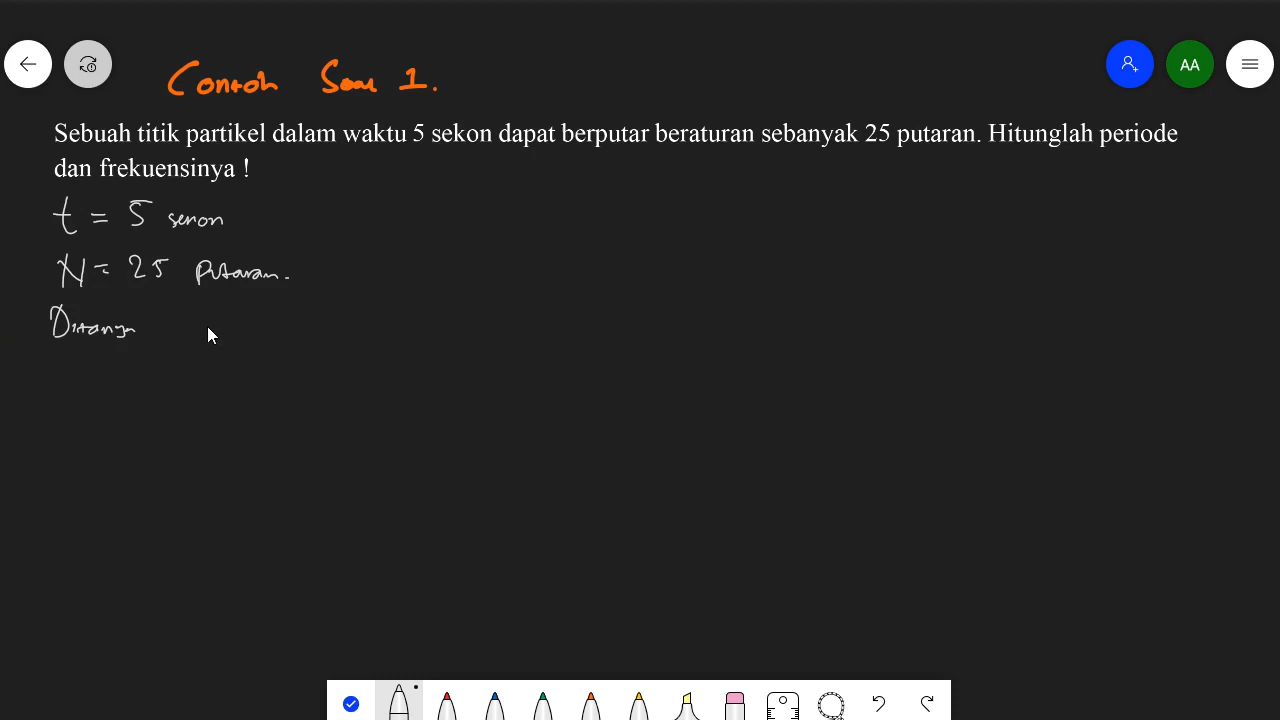 Contoh Soal 1.
AA
Sebuah titik partikel dalam waktu 5 sekon dapat berputar beraturan sebanyak 25 putaran. Hitunglah periode
dan frekuensinya !
t = 5 sekon
N = 25 Putaran.
Ditanya